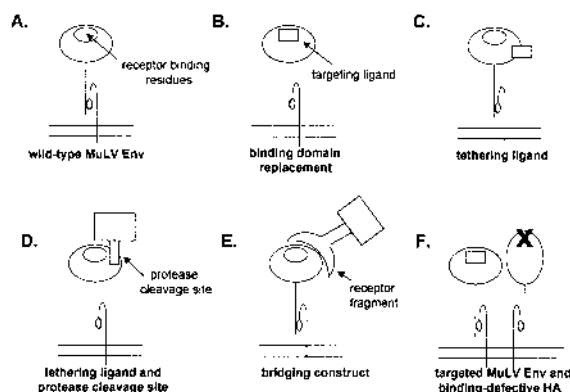 A.
receptor binding
residues
wild-type MuLV Env
B.
targeting ligand
binding domain
replacement
C.
tethering ligand
D.
protease
cleavage site
tethering ligand and
protease cleavage site
E.
receptor
fragment
bridging construct
F.
X
targeted MuLV Env and
binding-defective HA